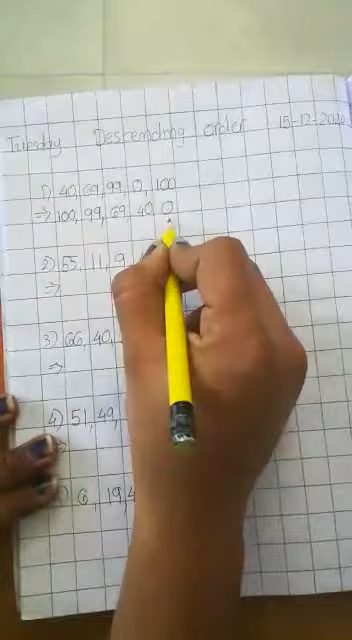 Tuesday Descending order 15-12-2020
1) 40, 69, 99, 0, 100
⇒ 100, 99, 69 40 0
2) 55, 11, 9
⇒
3) 66, 40,
⇒
4) 51, 49,
) 6, 19, 4